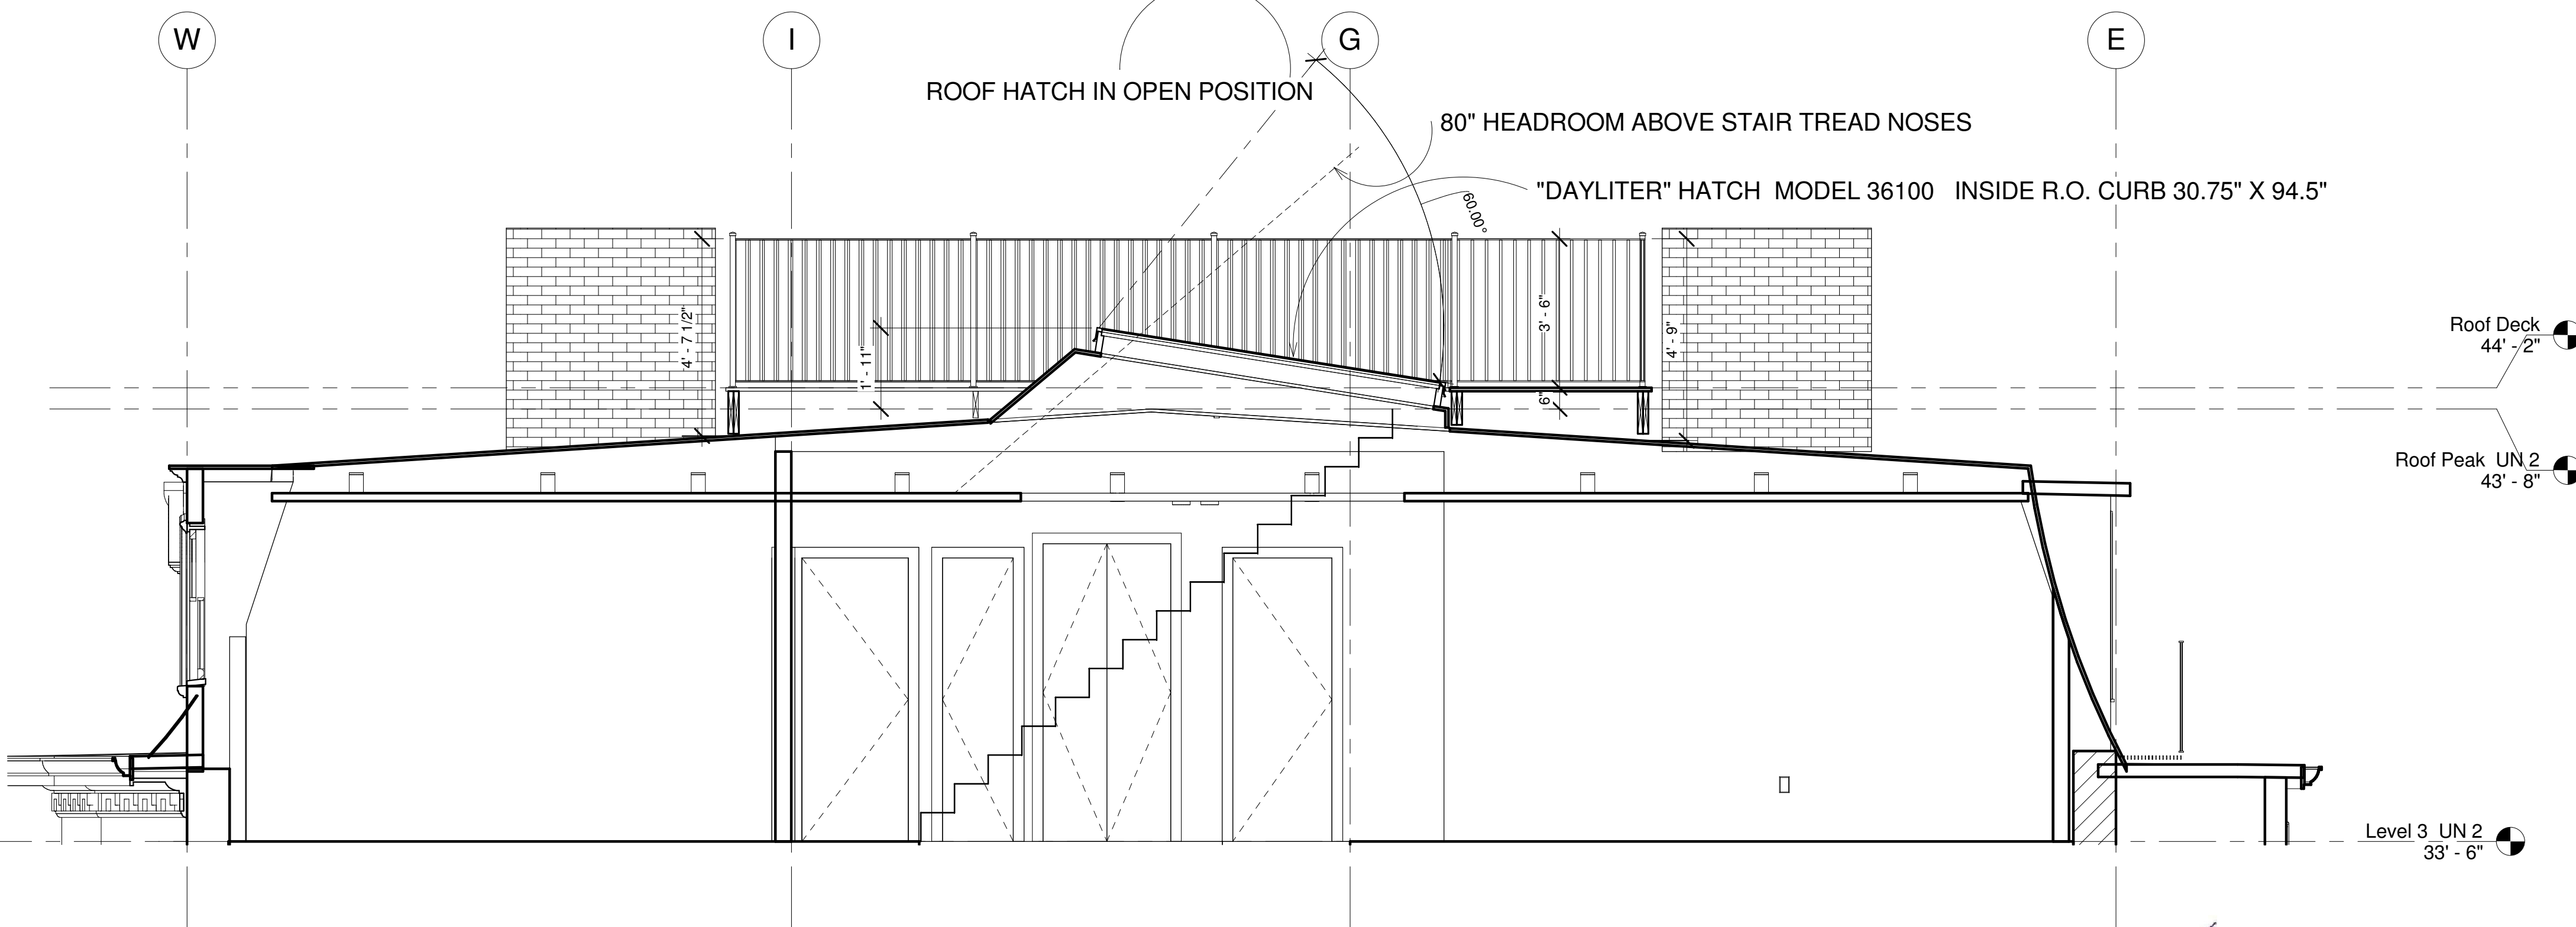 W
I
G
E
ROOF HATCH IN OPEN POSITION
80" HEADROOM ABOVE STAIR TREAD NOSES
"DAYLITER" HATCH MODEL 36100 INSIDE R.O. CURB 30.75" X 94.5"
60.00°
4' - 7 1/2"
1' - 11"
3' - 6"
6"
4' - 9"
Roof Deck
44' - 2"
Roof Peak UN 2
43' - 8"
Level 3 UN 2
33' - 6"